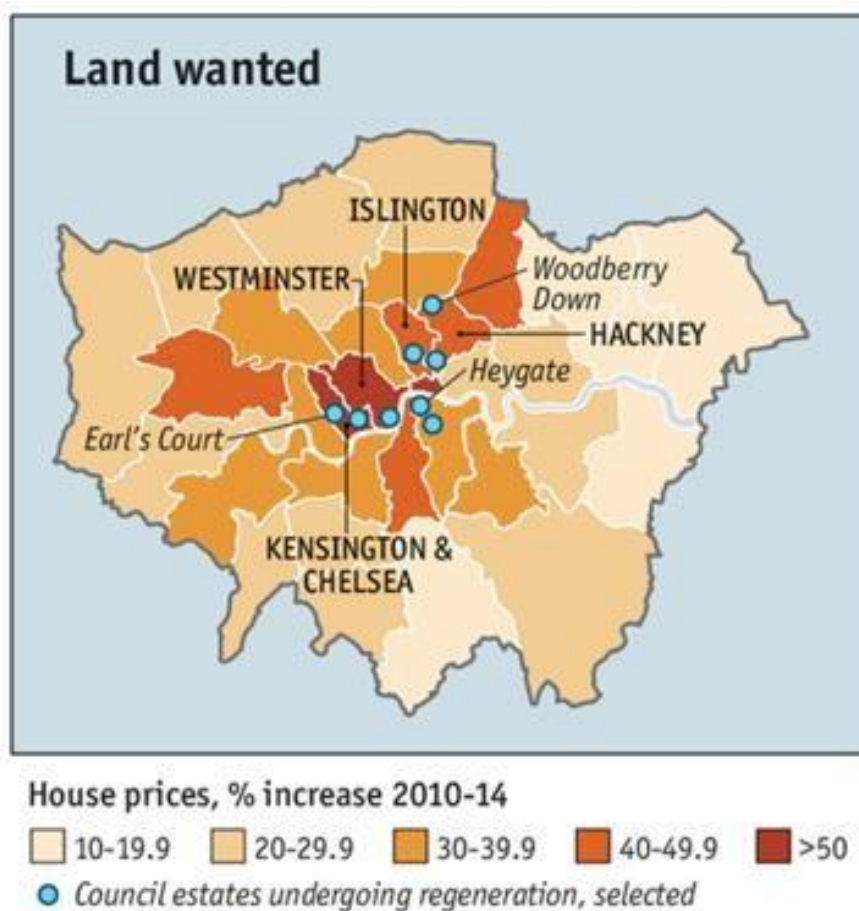 Land wanted
ISLINGTON
WESTMINSTER
Woodberry
Down
HACKNEY
Heygate
Earl's Court
KENSINGTON &
CHELSEA
House prices, % increase 2010-14
10-19.9 20-29.9 30-39.9 40-49.9 >50
Council estates undergoing regeneration, selected